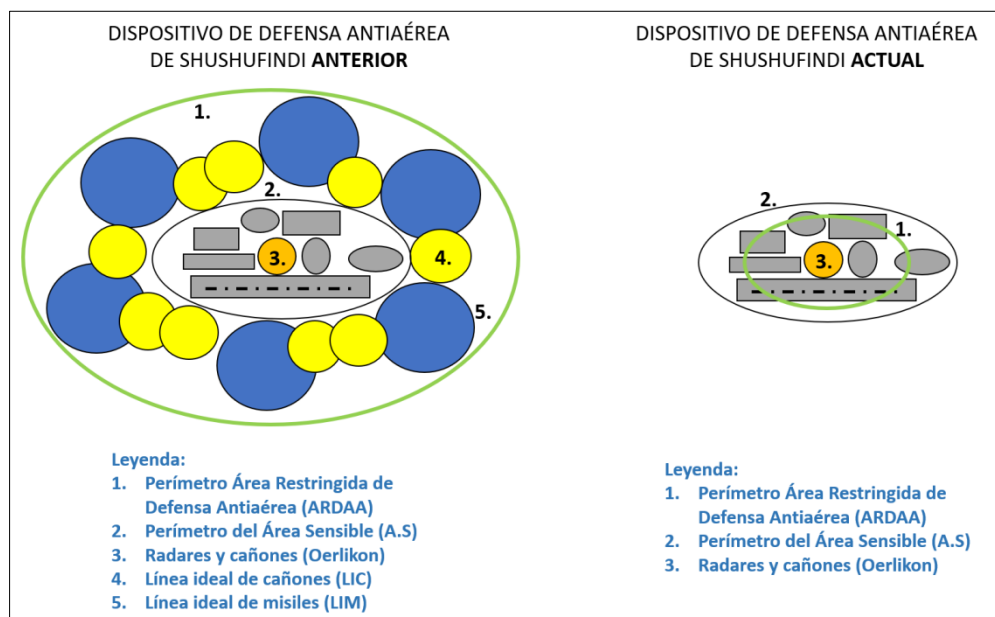 DISPOSITIVO DE DEFENSA ANTIAÉREA
DE SHUSHUFINDI ANTERIOR
1.
2.
3.
4.
5.
Leyenda:
1. Perímetro Área Restringida de
Defensa Antiaérea (ARDAA)
2. Perímetro del Área Sensible (A.S)
3. Radares y cañones (Oerlikon)
4. Línea ideal de cañones (LIC)
5. Línea ideal de misiles (LIM)
DISPOSITIVO DE DEFENSA ANTIAÉREA
DE SHUSHUFINDI ACTUAL
2.
1.
3.
Leyenda:
1. Perímetro Área Restringida de
Defensa Antiaérea (ARDAA)
2. Perímetro del Área Sensible (A.S)
3. Radares y cañones (Oerlikon)